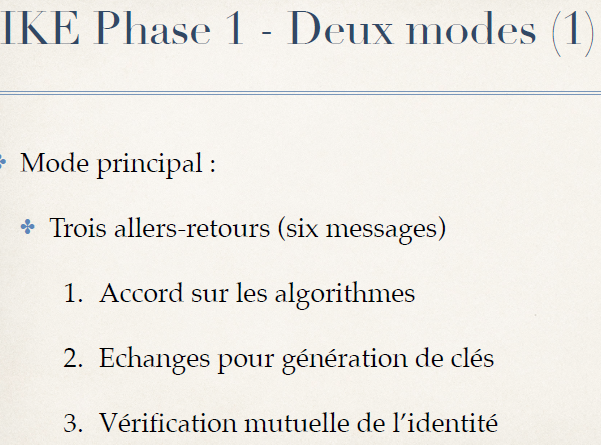 IKE Phase 1 - Deux modes (1)
Mode principal :
Trois allers-retours (six messages)
1. Accord sur les algorithmes
2. Echanges pour génération de clés
3. Vérification mutuelle de l'identité